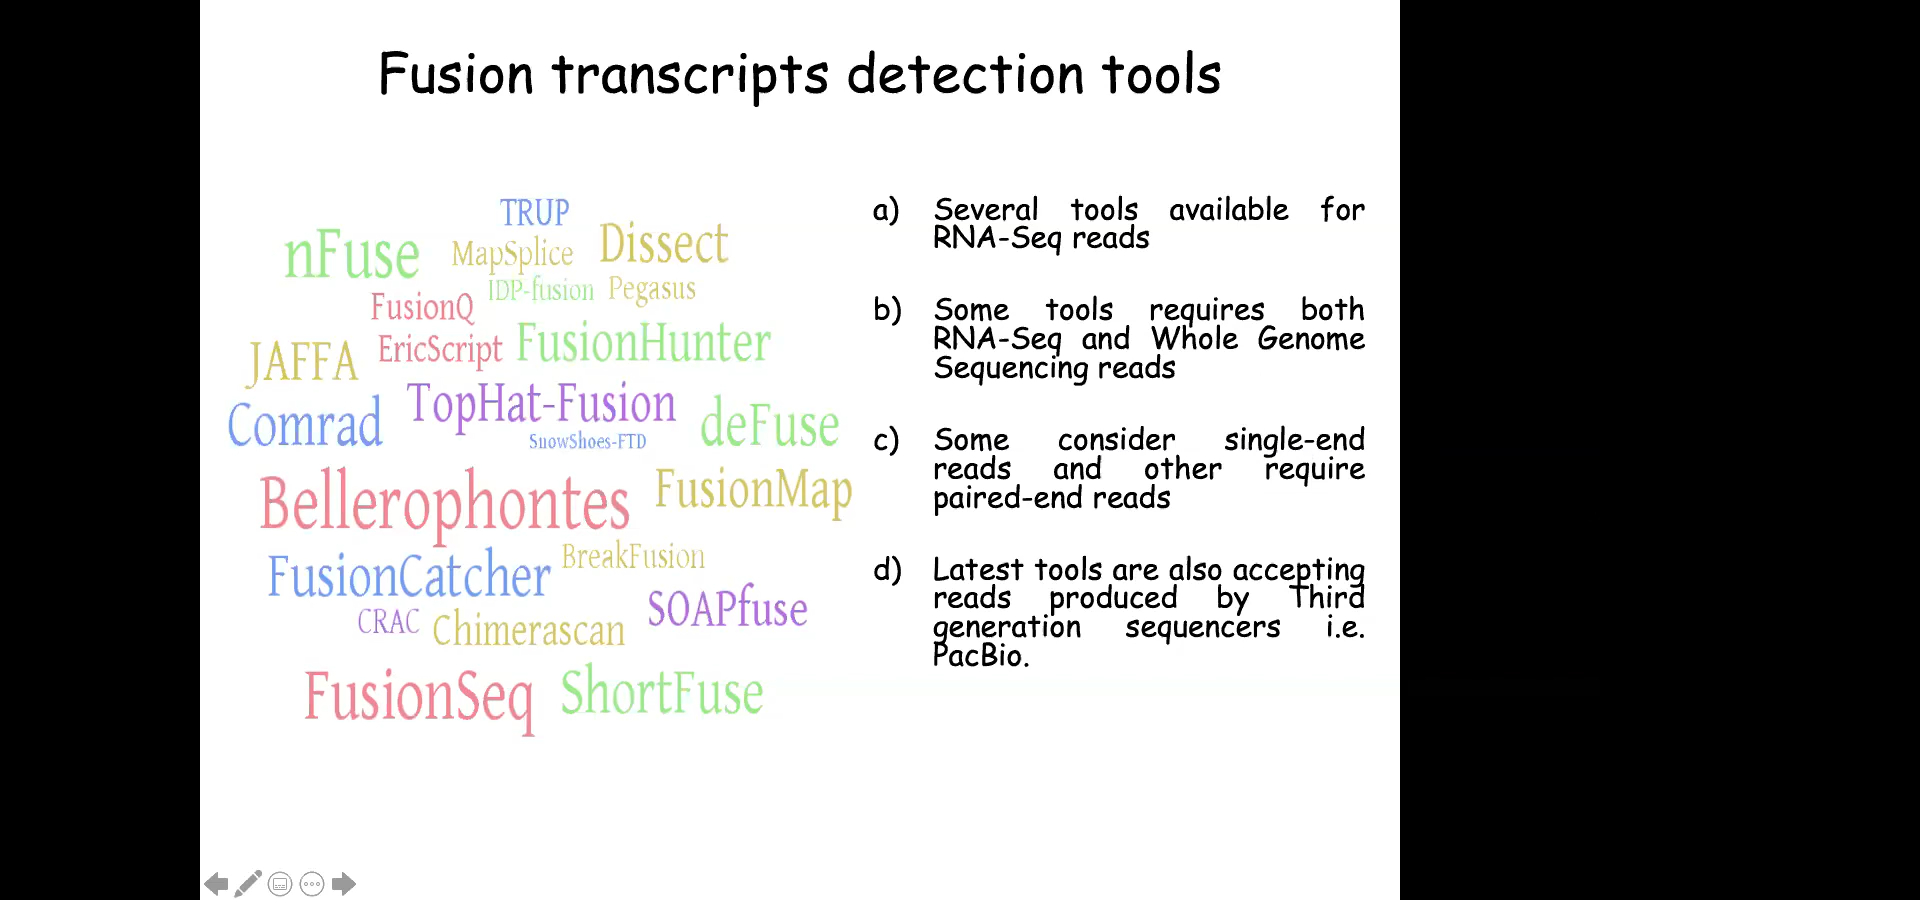 Fusion transcripts detection tools
TRUP
nFuse MapSplice Dissect
IDP-fusion Pegasus
FusionQ
JAFFA EricScript FusionHunter
Comrad TopHat-Fusion deFuse
SnowShoes-FTD
Bellerophontes FusionMap
FusionCatcher BreakFusion
CRAC Chimerascan SOAPfuse
FusionSeq ShortFuse
a) Several tools available for
RNA-Seq reads
b) Some tools requires both
RNA-Seq and Whole Genome
Sequencing reads
c) Some consider single-end
reads and other require
paired-end reads
d) Latest tools are also accepting
reads produced by Third
generation sequencers i.e.
PacBio.